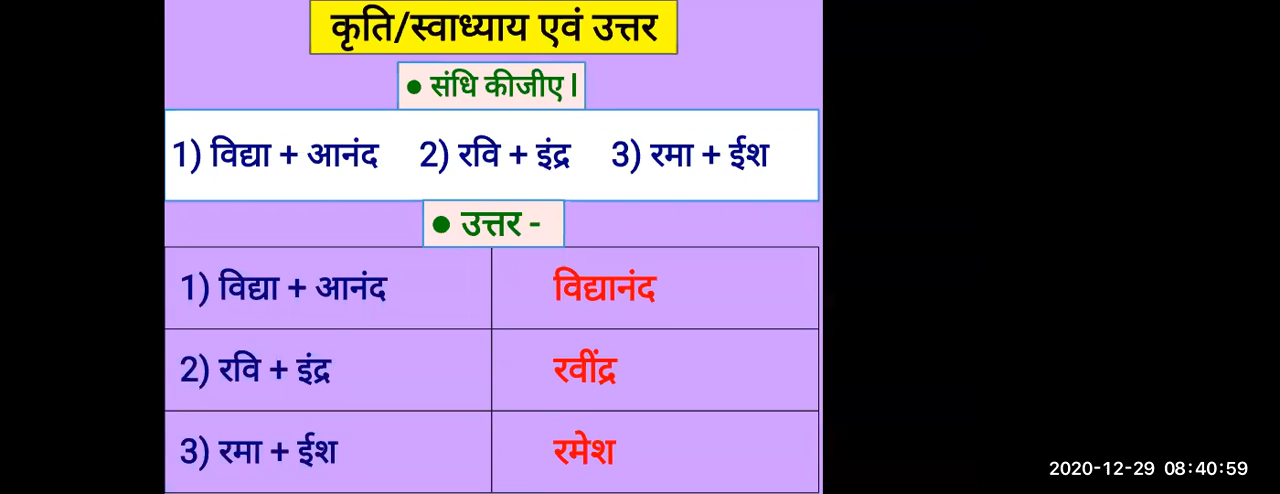 कृति/स्वाध्याय एवं उत्तर
● संधि कीजीए l
1) विद्या + आनंद 2) रवि + इंद्र 3) रमा + ईश
● उत्तर -
1) विद्या + आनंद विद्यानंद
2) रवि + इंद्र रवींद्र
3) रमा + ईश रमेश
2020-12-29 08:40:59